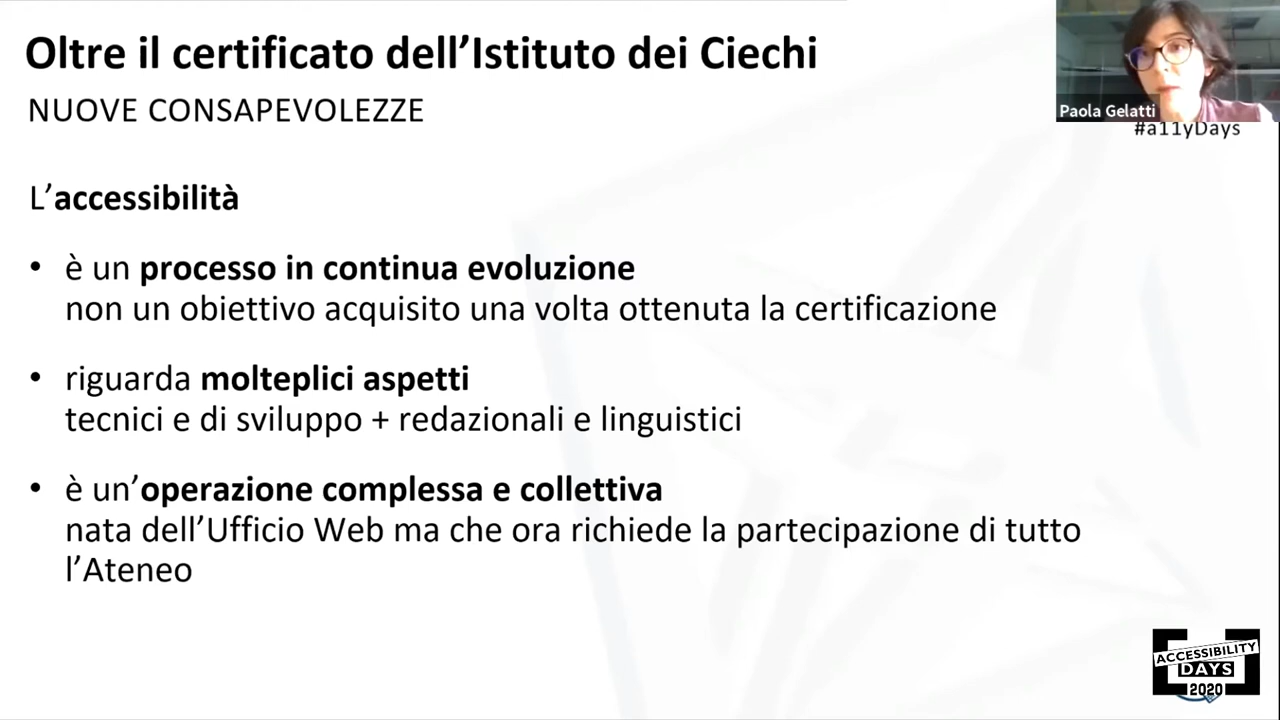 Oltre il certificato dell’Istituto dei Ciechi
NUOVE CONSAPEVOLEZZE
Paola Gelatti
#a11yDays
L’accessibilità
• è un processo in continua evoluzione
non un obiettivo acquisito una volta ottenuta la certificazione
• riguarda molteplici aspetti
tecnici e di sviluppo + redazionali e linguistici
• è un’operazione complessa e collettiva
nata dell’Ufficio Web ma che ora richiede la partecipazione di tutto
l’Ateneo
ACCESSIBILITY
DAYS
2020